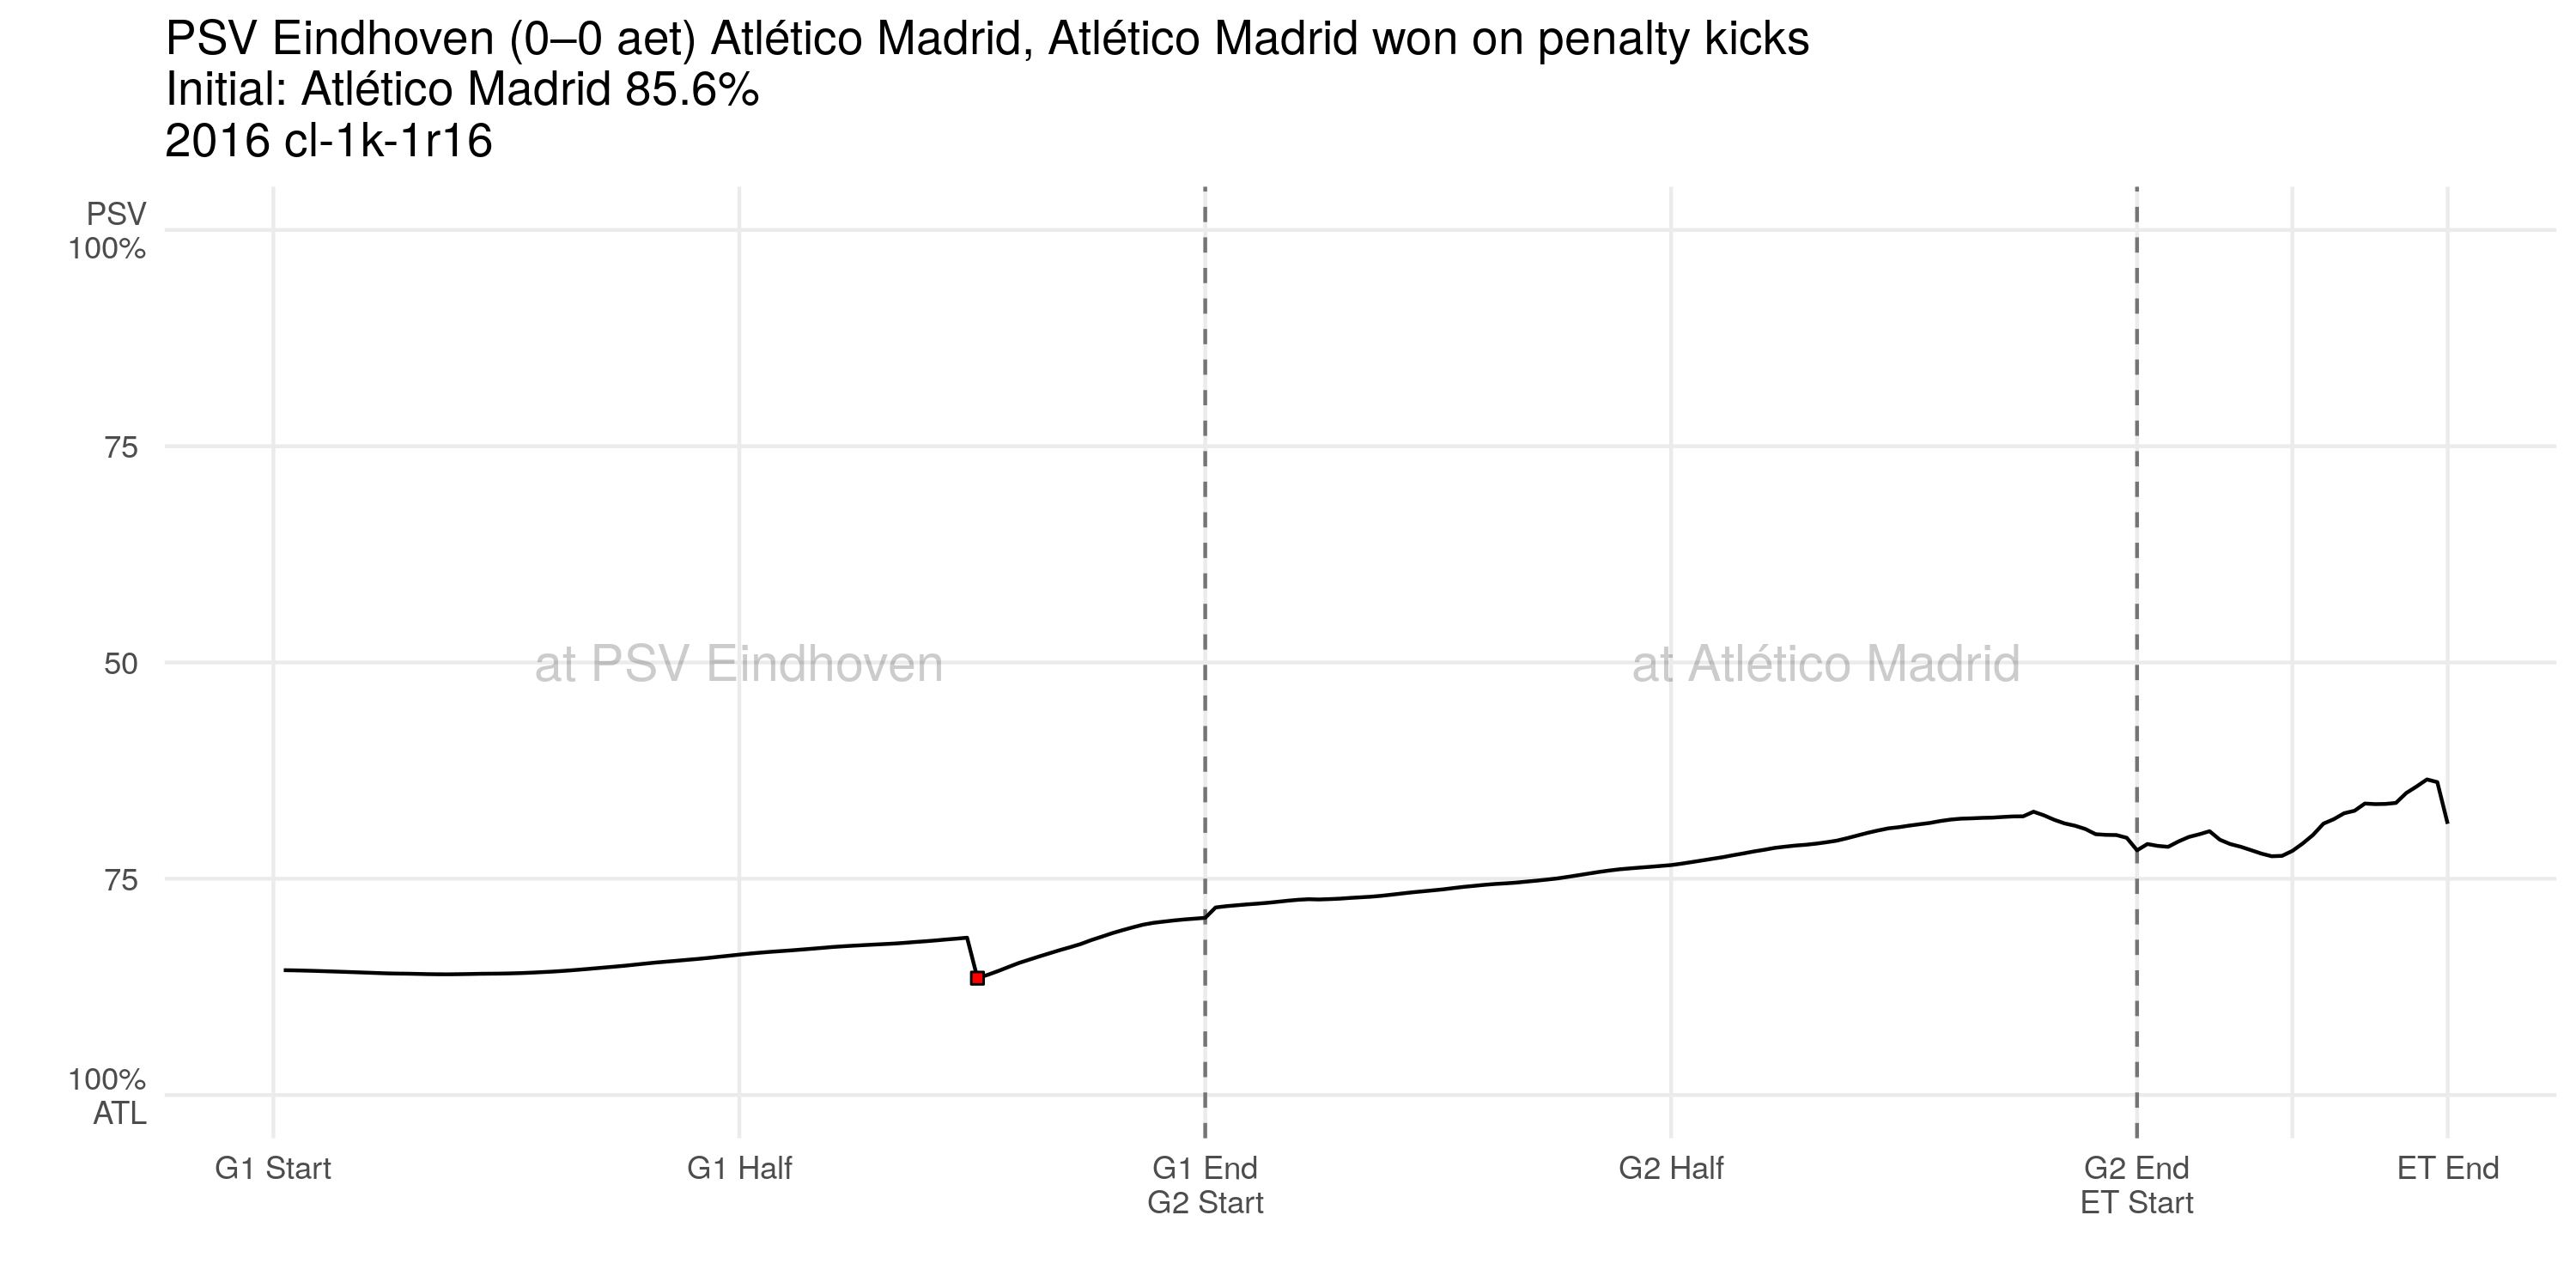 PSV Eindhoven (0–0 aet) Atlético Madrid, Atlético Madrid won on penalty kicks
Initial: Atlético Madrid 85.6%
2016 cl-1k-1r16
PSV
100%
75
50
75
100%
ATL
at PSV Eindhoven
at Atlético Madrid
G1 Start
G1 Half
G1 End
G2 Start
G2 Half
G2 End
ET Start
ET End